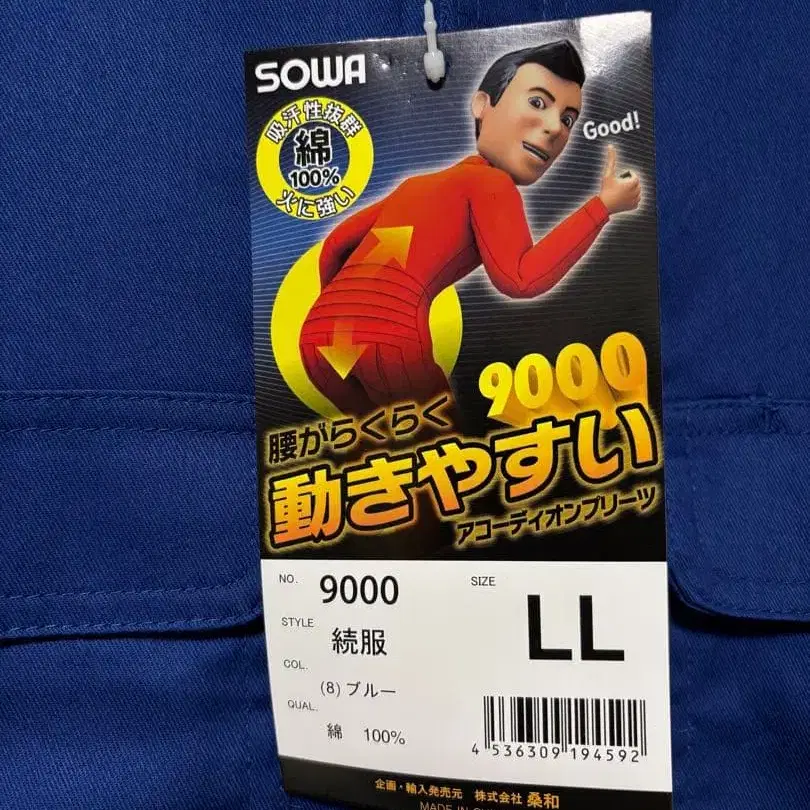 SOWA
吸汗性抜群
綿
100%
火に強い
Good!
9000
腰がらくらく
動きやすい
アコーディオンプリーツ
NO. 9000
SIZE LL
STYLE 続服
COL. (8) ブルー
QUAL. 綿 100%
4 536309 194592
企画・輸入発売元 株式会社 桑和
MADE IN